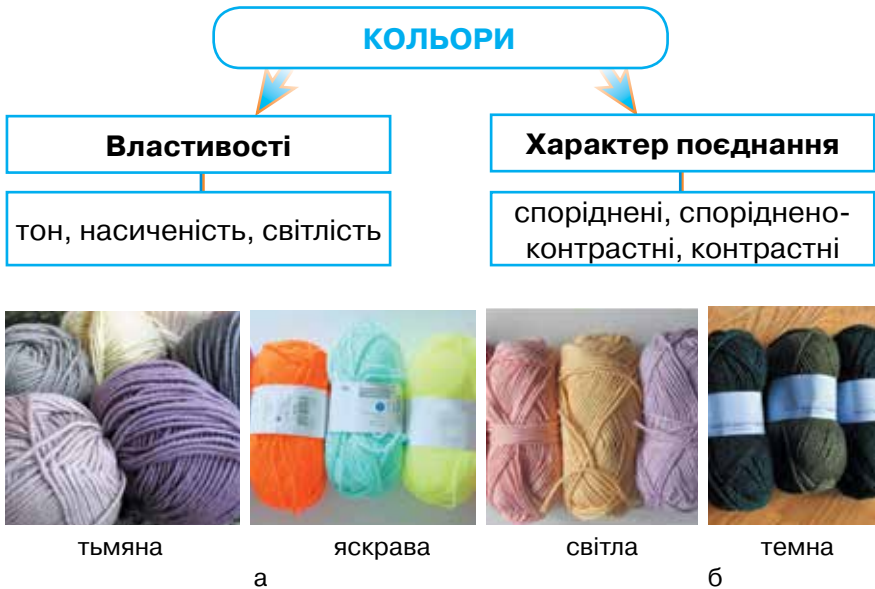 КОЛЬОРИ
Властивості
тон, насиченість, світлість
Характер поєднання
споріднені, споріднено-
контрастні, контрастні
тьмяна
яскрава
світла
темна
а
б